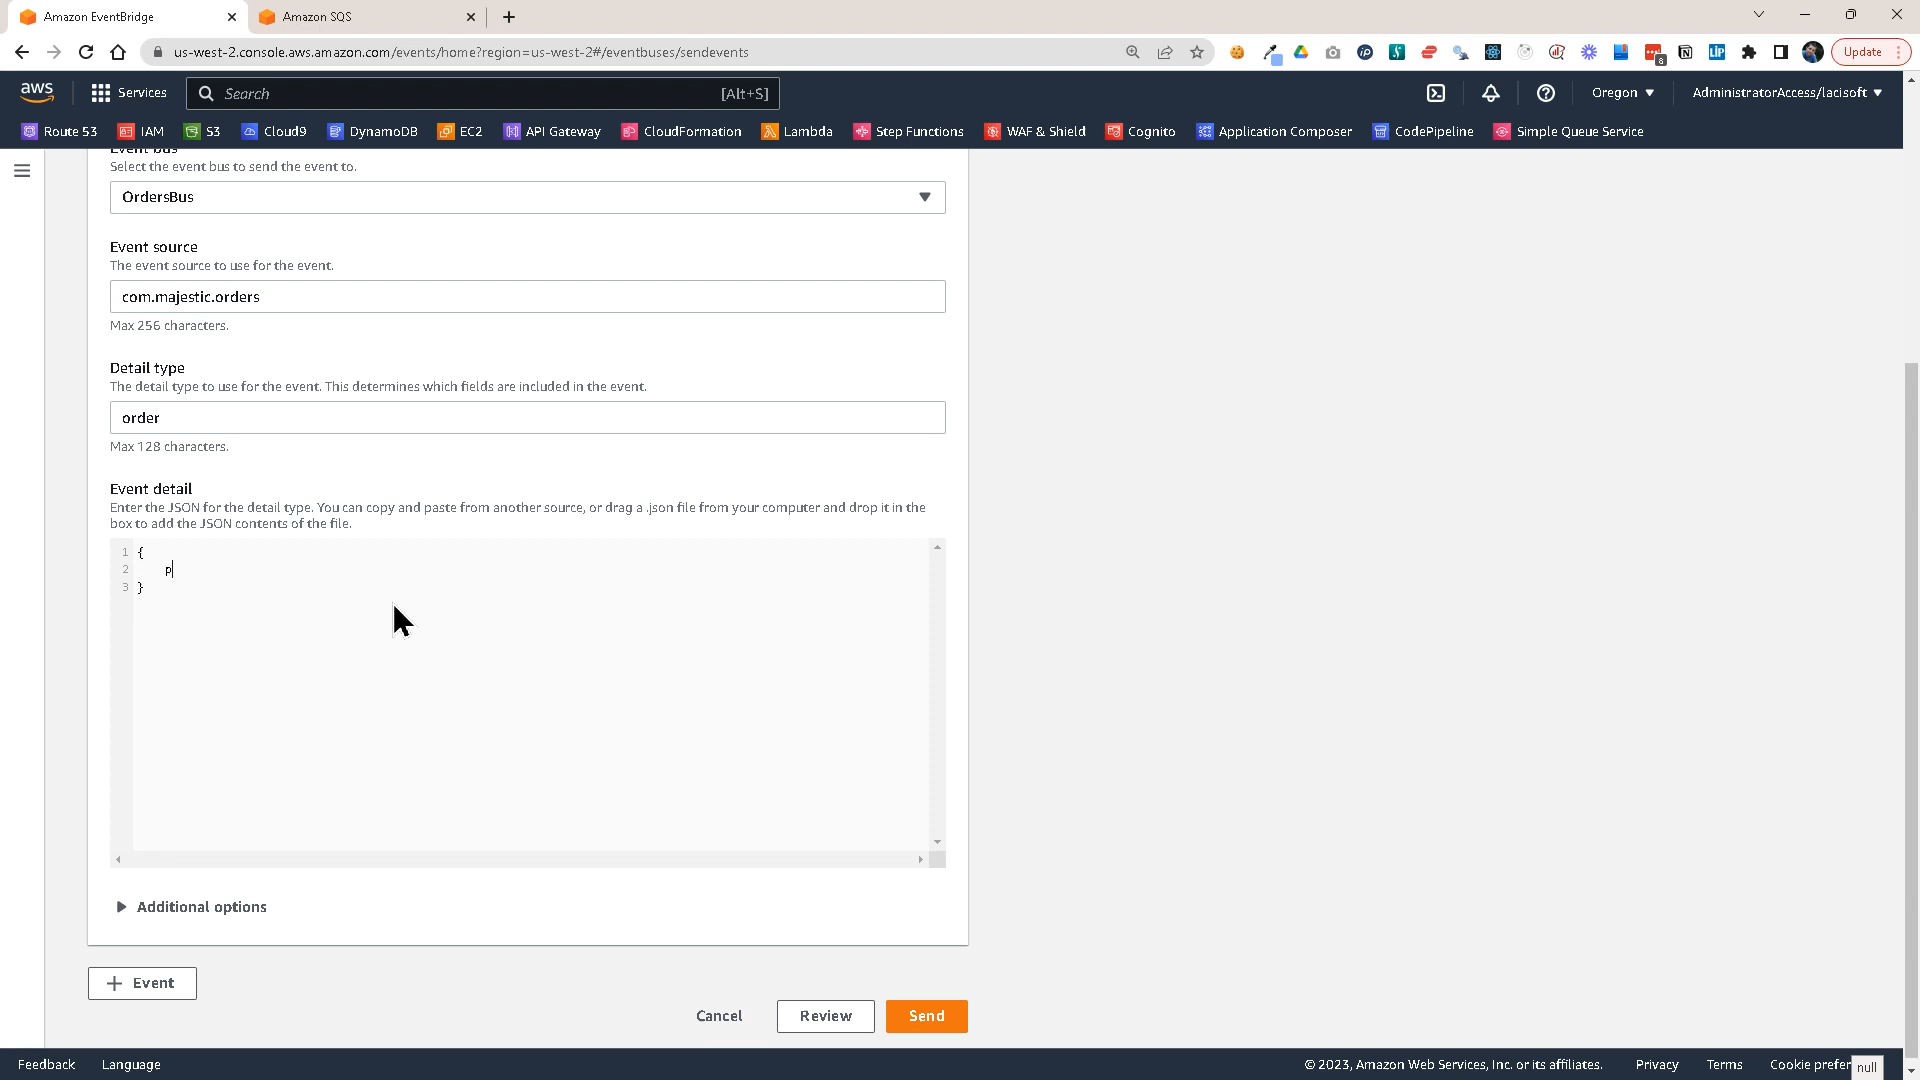 Amazon EventBridge
Amazon SQS
us-west-2.console.aws.amazon.com/events/home?region=us-west-2#/eventbuses/sendevents
8
Update
aws
Services
Search
[Alt+S]
Oregon
AdministratorAccess/lacisoft
Route 53
IAM
S3
Cloud9
DynamoDB
EC2
API Gateway
CloudFormation
Lambda
Step Functions
WAF & Shield
Cognito
Application Composer
CodePipeline
Simple Queue Service
Event bus
Select the event bus to send the event to.
OrdersBus
Event source
The event source to use for the event.
com.majestic.orders
Max 256 characters.
Detail type
The detail type to use for the event. This determines which fields are included in the event.
order
Max 128 characters.
Event detail
Enter the JSON for the detail type. You can copy and paste from another source, or drag a .json file from your computer and drop it in the
box to add the JSON contents of the file.
1 {
2 p
3 }
Additional options
Event
Cancel
Review
Send
Feedback
Language
© 2023, Amazon Web Services, Inc. or its affiliates.
Privacy
Terms
Cookie prefer
null